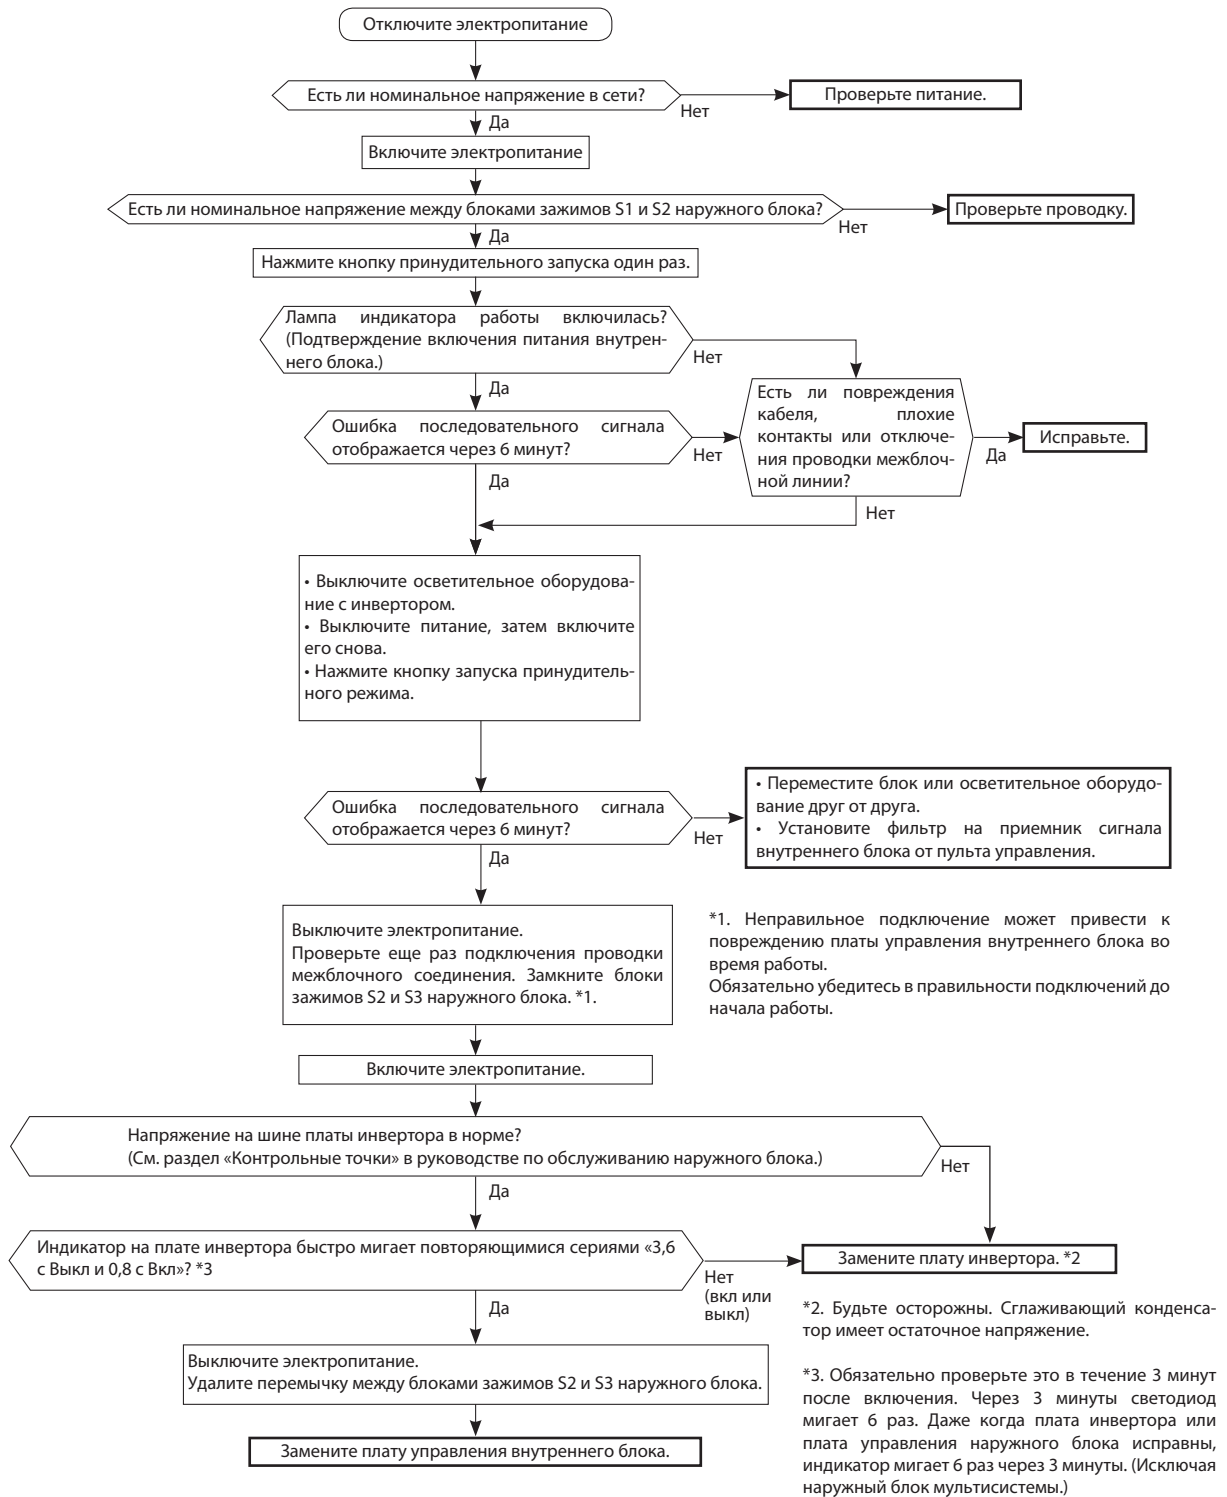 Отключите электропитание
Есть ли номинальное напряжение в сети?
Нет
Проверьте питание.
Да
Включите электропитание
Есть ли номинальное напряжение между блоками зажимов S1 и S2 наружного блока?
Нет
Проверьте проводку.
Да
Нажмите кнопку принудительного запуска один раз.
Лампа индикатора работы включилась?
(Подтверждение включения питания внутрен-
него блока.)
Нет
Да
Есть ли повреждения
кабеля, плохие
контакты или отключе-
ния проводки межблоч-
ной линии?
Да
Исправьте.
Ошибка последовательного сигнала
отображается через 6 минут?
Нет
Да
Нет
• Выключите осветительное оборудова-
ние с инвертором.
• Выключите питание, затем включите
его снова.
• Нажмите кнопку запуска принудитель-
ного режима.
Ошибка последовательного сигнала
отображается через 6 минут?
Нет
• Переместите блок или осветительное оборудо-
вание друг от друга.
• Установите фильтр на приемник сигнала
внутреннего блока от пульта управления.
Да
Выключите электропитание.
Проверьте еще раз подключения проводки
межблочного соединения. Замкните блоки
зажимов S2 и S3 наружного блока. *1.
*1. Неправильное подключение может привести к
повреждению платы управления внутреннего блока во
время работы.
Обязательно убедитесь в правильности подключений до
начала работы.
Включите электропитание.
Напряжение на шине платы инвертора в норме?
(См. раздел «Контрольные точки» в руководстве по обслуживанию наружного блока.)
Нет
Да
Индикатор на плате инвертора быстро мигает повторяющимися сериями «3,6
с Выкл и 0,8 с Вкл»? *3
Нет
(вкл или
выкл)
Замените плату инвертора. *2
Да
*2. Будьте осторожны. Сглаживающий конденса-
тор имеет остаточное напряжение.
Выключите электропитание.
Удалите перемычку между блоками зажимов S2 и S3 наружного блока.
Замените плату управления внутреннего блока.
*3. Обязательно проверьте это в течение 3 минут
после включения. Через 3 минуты светодиод
мигает 6 раз. Даже когда плата инвертора или
плата управления наружного блока исправны,
индикатор мигает 6 раз через 3 минуты. (Исключая
наружный блок мультисистемы.)